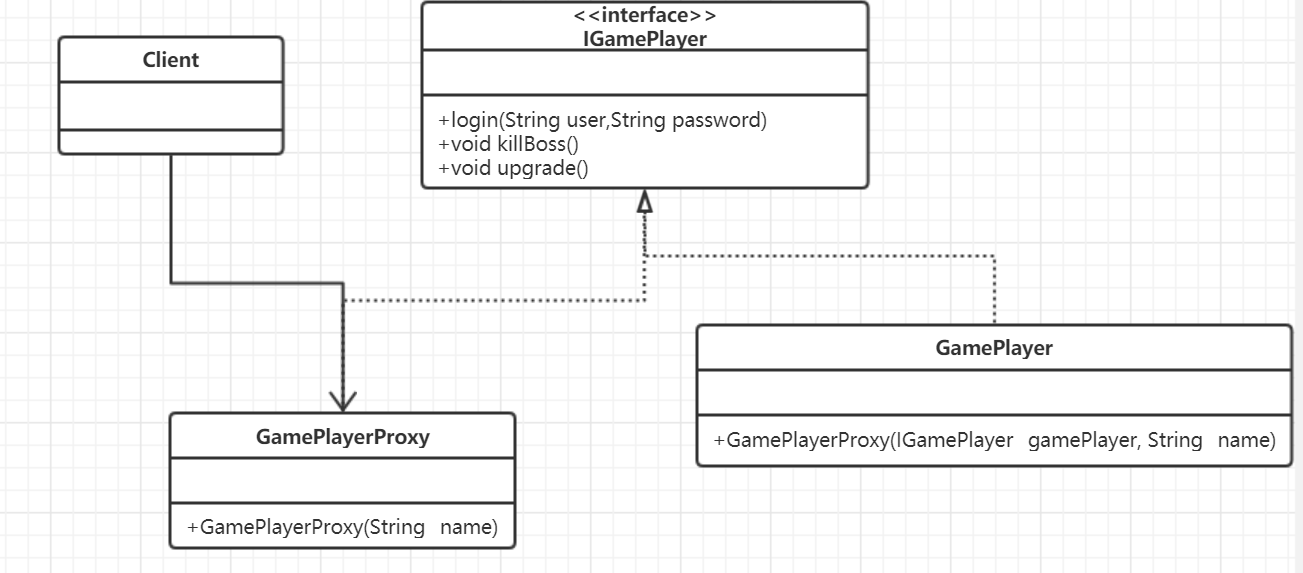 <<interface>>
IGamePlayer
Client
+login(String user,String password)
+void killBoss()
+void upgrade()
GamePlayer
+GamePlayerProxy(IGamePlayer gamePlayer, String name)
GamePlayerProxy
+GamePlayerProxy(String name)